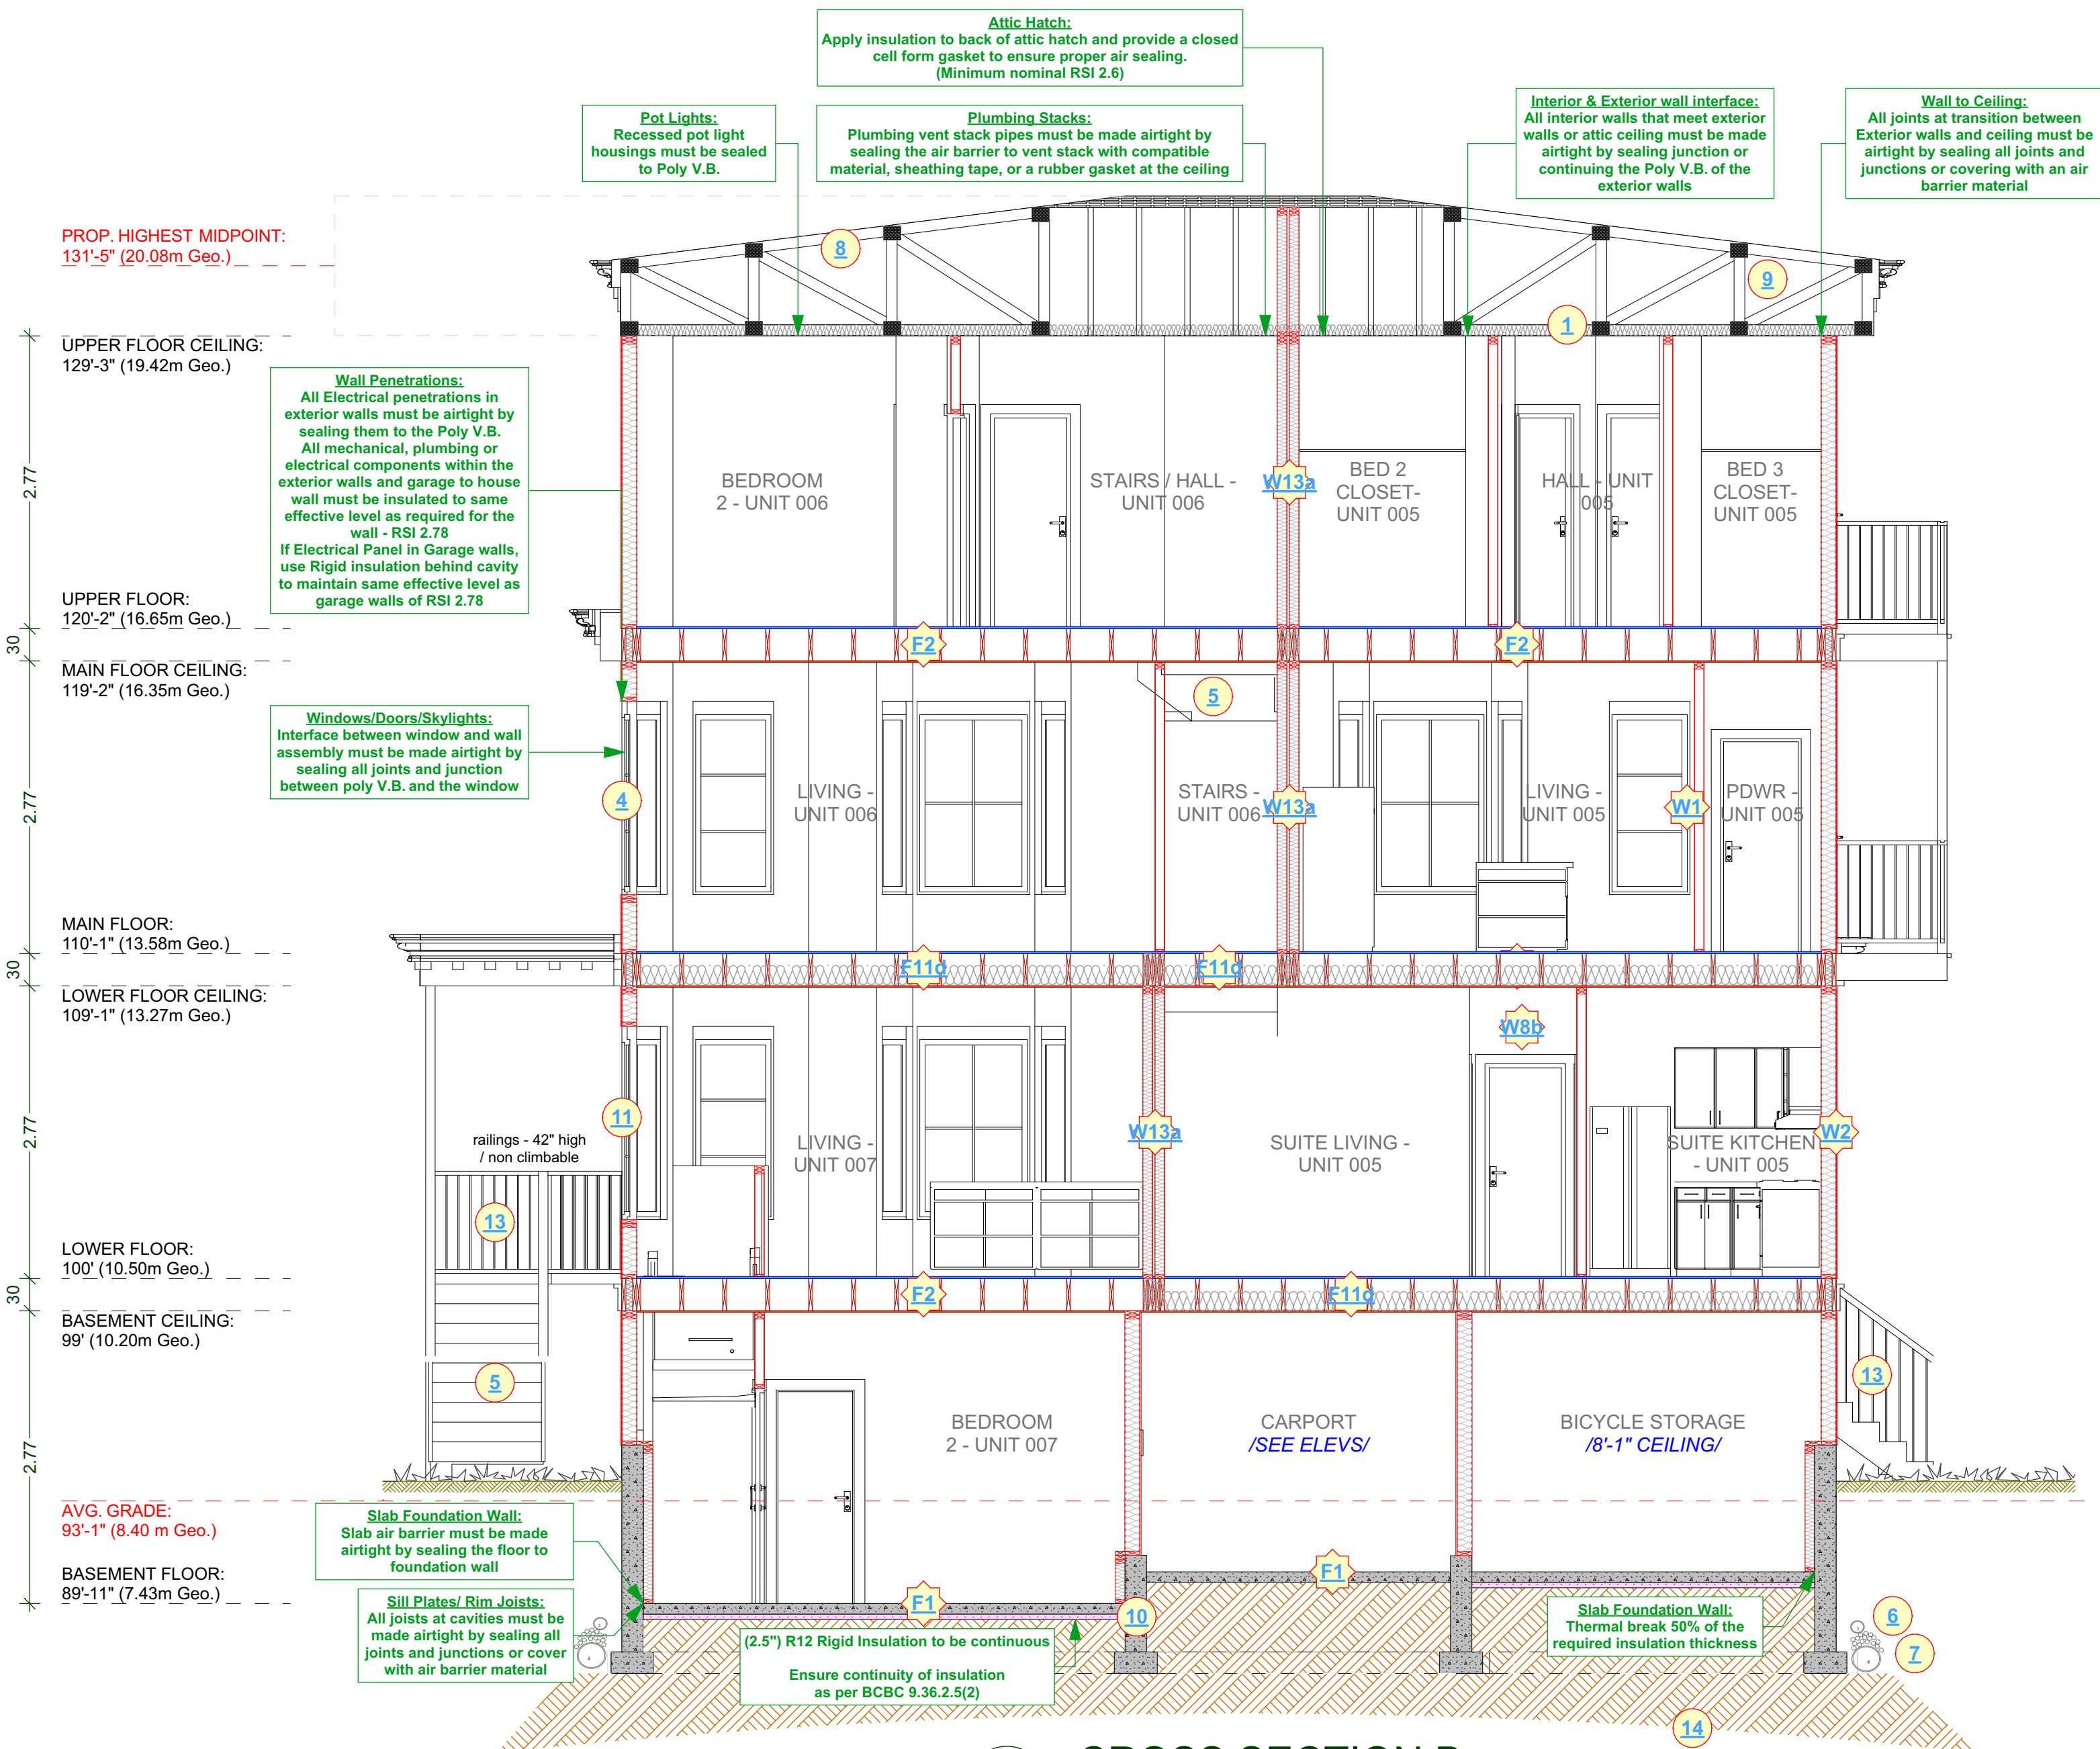 Attic Hatch:
Apply insulation to back of attic hatch and provide a closed
cell form gasket to ensure proper air sealing.
(Minimum nominal RSI 2.6)
Pot Lights:
Recessed pot light
housings must be sealed
to Poly V.B.
Plumbing Stacks:
Plumbing vent stack pipes must be made airtight by
sealing the air barrier to vent stack with compatible
material, sheathing tape, or a rubber gasket at the ceiling
Interior & Exterior wall interface:
All interior walls that meet exterior
walls or attic ceiling must be made
airtight by sealing junction or
continuing the Poly V.B. of the
exterior walls
Wall to Ceiling:
All joints at transition between
Exterior walls and ceiling must be
airtight by sealing all joints and
junctions or covering with an air
barrier material
PROP. HIGHEST MIDPOINT:
131'-5" (20.08m Geo.)
8
9
1
UPPER FLOOR CEILING:
129'-3" (19.42m Geo.)
Wall Penetrations:
All Electrical penetrations in
exterior walls must be airtight by
sealing them to the Poly V.B.
All mechanical, plumbing or
electrical components within the
exterior walls and garage to house
wall must be insulated to same
effective level as required for the
wall - RSI 2.78
If Electrical Panel in Garage walls,
use Rigid insulation behind cavity
to maintain same effective level as
garage walls of RSI 2.78
2.77
BEDROOM
2 - UNIT 006
STAIRS / HALL -
UNIT 006
W13a
BED 2
CLOSET-
UNIT 005
HALL - UNIT
005
BED 3
CLOSET-
UNIT 005
UPPER FLOOR:
120'-2" (16.65m Geo.)
30
F2
F2
MAIN FLOOR CEILING:
119'-2" (16.35m Geo.)
5
Windows/Doors/Skylights:
Interface between window and wall
assembly must be made airtight by
sealing all joints and junction
between poly V.B. and the window
2.77
4
LIVING -
UNIT 006
STAIRS -
UNIT 006
W13a
LIVING -
UNIT 005
W1
PDWR -
UNIT 005
MAIN FLOOR:
110'-1" (13.58m Geo.)
30
F11d
F11d
LOWER FLOOR CEILING:
109'-1" (13.27m Geo.)
W8b
2.77
11
railings - 42" high
/ non climbable
LIVING -
UNIT 007
W13a
SUITE LIVING -
UNIT 005
SUITE KITCHEN
- UNIT 005
W2
13
LOWER FLOOR:
100' (10.50m Geo.)
30
F2
F11d
BASEMENT CEILING:
99' (10.20m Geo.)
5
13
2.77
BEDROOM
2 - UNIT 007
CARPORT
/SEE ELEVS/
BICYCLE STORAGE
/8'-1" CEILING/
AVG. GRADE:
93'-1" (8.40 m Geo.)
Slab Foundation Wall:
Slab air barrier must be made
airtight by sealing the floor to
foundation wall
BASEMENT FLOOR:
89'-11" (7.43m Geo.)
F1
F1
Sill Plates/ Rim Joists:
All joists at cavities must be
made airtight by sealing all
joints and junctions or cover
with air barrier material
10
(2.5") R12 Rigid Insulation to be continuous
Ensure continuity of insulation
as per BCBC 9.36.2.5(2)
Slab Foundation Wall:
Thermal break 50% of the
required insulation thickness
6
7
14